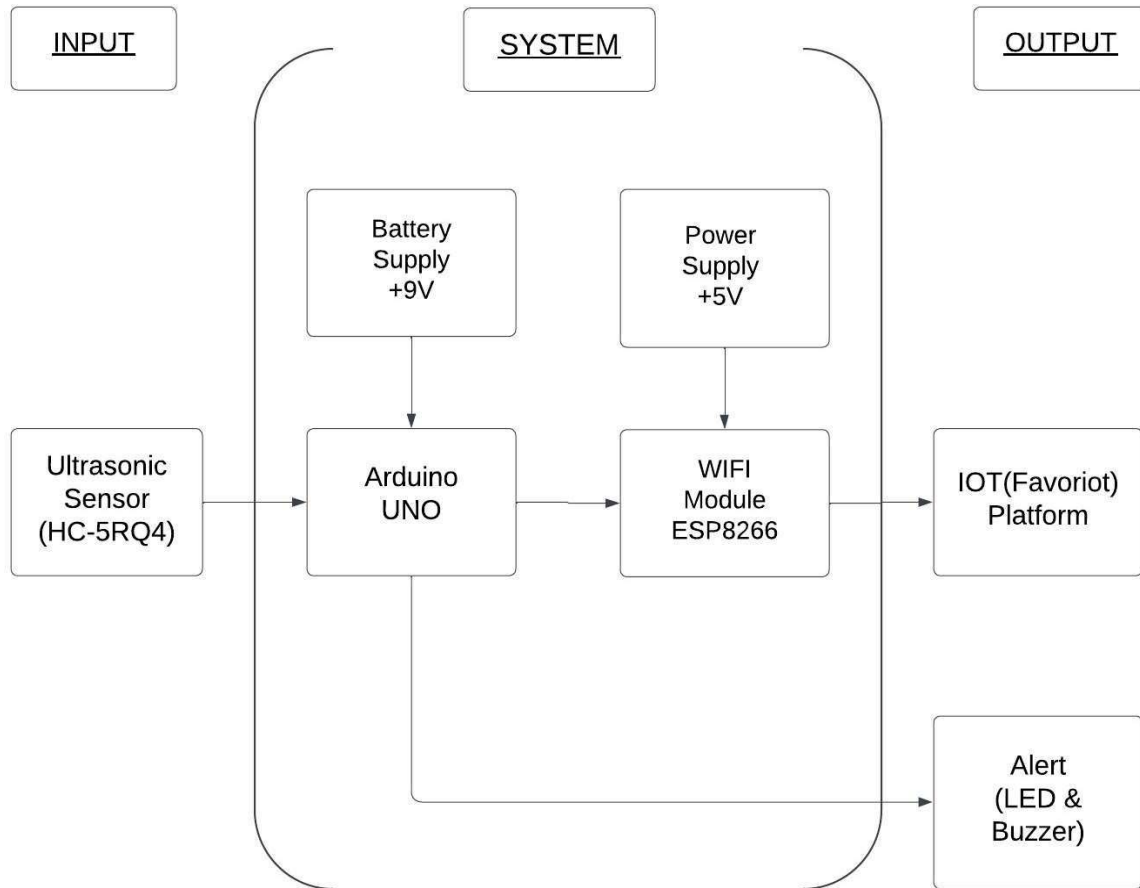 INPUT
SYSTEM
OUTPUT
Battery
Supply
+9V
Power
Supply
+5V
Ultrasonic
Sensor
(HC-5RQ4)
Arduino
UNO
WIFI
Module
ESP8266
IOT(Favoriot)
Platform
Alert
(LED &
Buzzer)